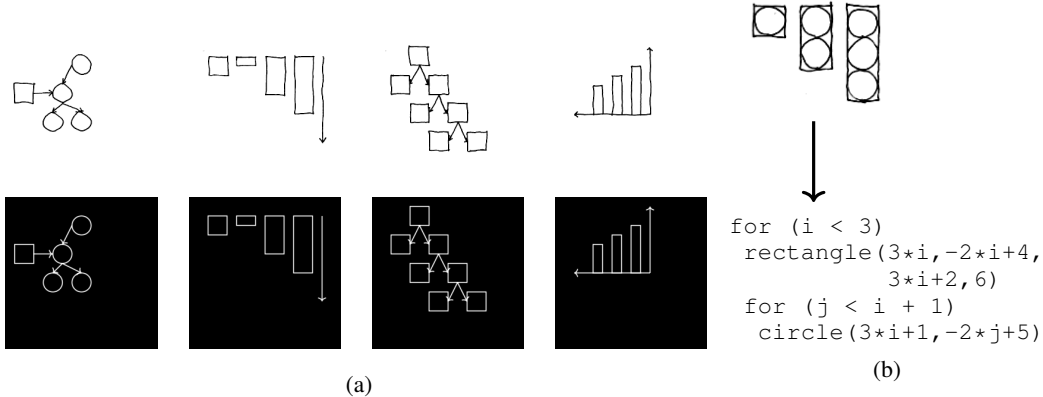 for (i < 3)
rectangle(3*i,-2*i+4,
3*i+2,6)
for (j < i + 1)
circle(3*i+1,-2*j+5)
(a)
(b)